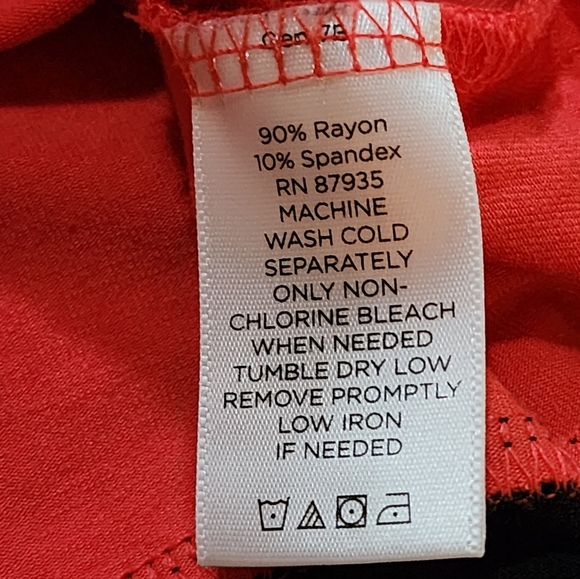 90% Rayon
10% Spandex
RN 87935
MACHINE
WASH COLD
SEPARATELY
ONLY NON-
CHLORINE BLEACH
WHEN NEEDED
TUMBLE DRY LOW
REMOVE PROMPTLY
LOW IRON
IF NEEDED